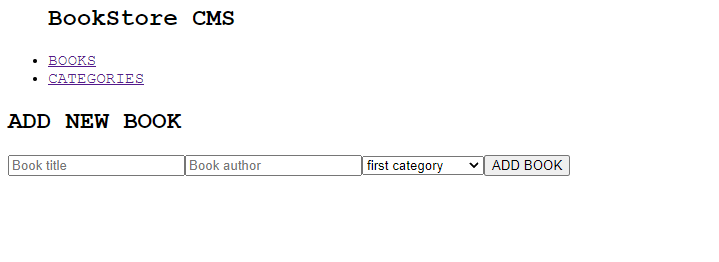 BookStore CMS
BOOKS
CATEGORIES
ADD NEW BOOK
Book title Book author first category ADD BOOK